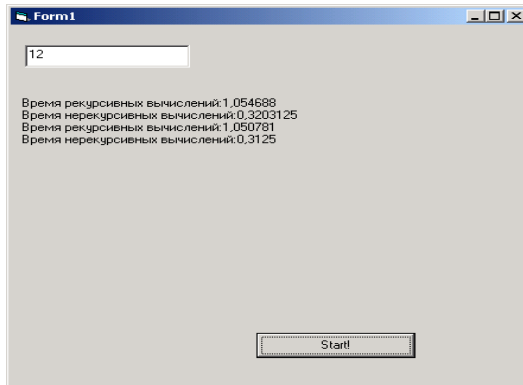 Form1
12
Время рекурсивных вычислений:1,054688
Время нерекурсивных вычислений:0,3203125
Время рекурсивных вычислений:1,050781
Время нерекурсивных вычислений:0,3125
Start!